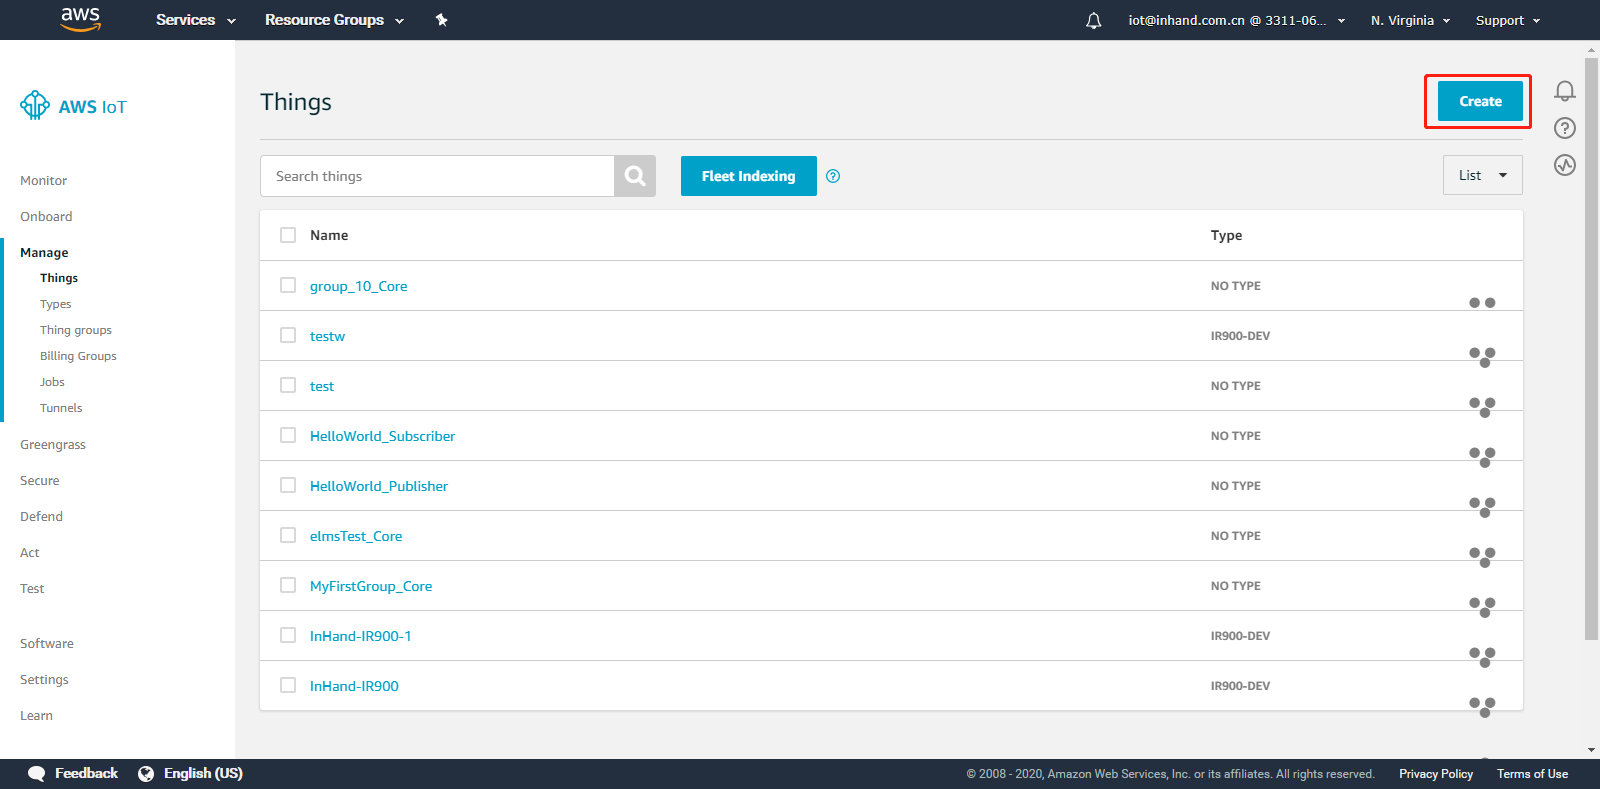 aws Services Resource Groups iot@inhand.com.cn @ 3311-06... N. Virginia Support
AWS IoT
Monitor
Onboard
Manage
Things
Types
Thing groups
Billing Groups
Jobs
Tunnels
Greengrass
Secure
Defend
Act
Test
Software
Settings
Learn
Things
Create
Search things
Fleet Indexing
?
List
?
Name Type
group_10_Core NO TYPE
testw IR900-DEV
test NO TYPE
HelloWorld_Subscriber NO TYPE
HelloWorld_Publisher NO TYPE
elmsTest_Core NO TYPE
MyFirstGroup_Core NO TYPE
InHand-IR900-1 IR900-DEV
InHand-IR900 IR900-DEV
Feedback English (US) © 2008 - 2020, Amazon Web Services, Inc. or its affiliates. All rights reserved. Privacy Policy Terms of Use